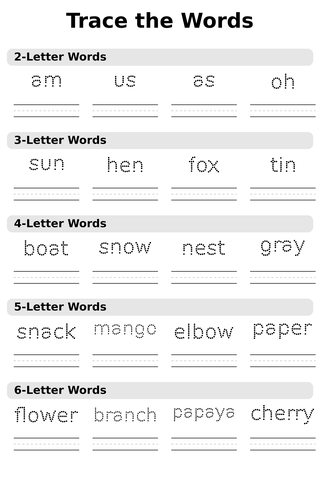 Trace the Words
2-Letter Words
am us as oh
3-Letter Words
sun hen fox tin
4-Letter Words
boat snow nest gray
5-Letter Words
snack mango elbow paper
6-Letter Words
flower branch papaya cherry